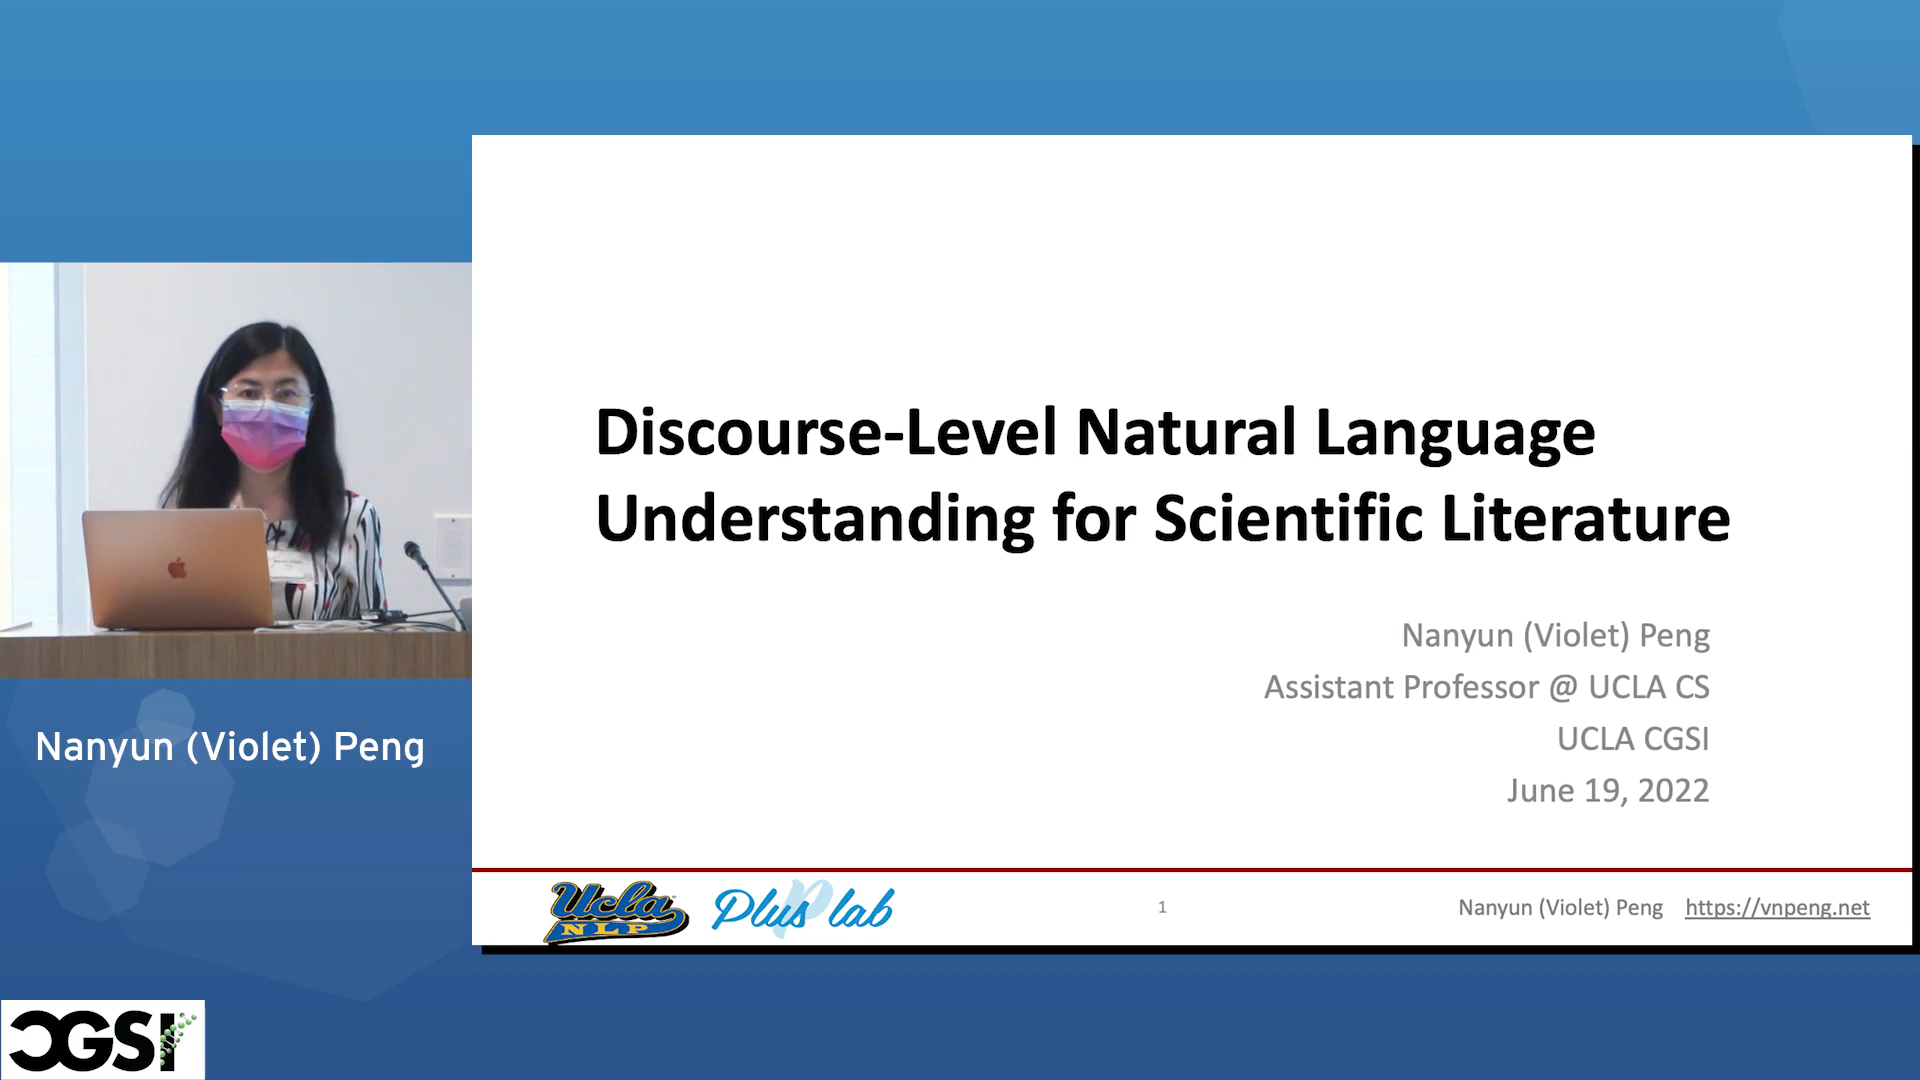 Discourse-Level Natural Language
Understanding for Scientific Literature
Nanyun (Violet) Peng
Assistant Professor @ UCLA CS
UCLA CGSI
June 19, 2022
Nanyun (Violet) Peng
Ucla
NLP
Plus lab
1
Nanyun (Violet) Peng https://vnpeng.net
CGSI